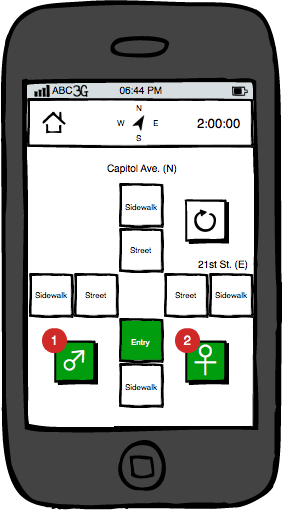 ABC 3G 06:44 PM
N
W E
S
2:00:00
Capitol Ave. (N)
Sidewalk
Street
21st St. (E)
Sidewalk Street Street Sidewalk
1 Entry 2
Sidewalk